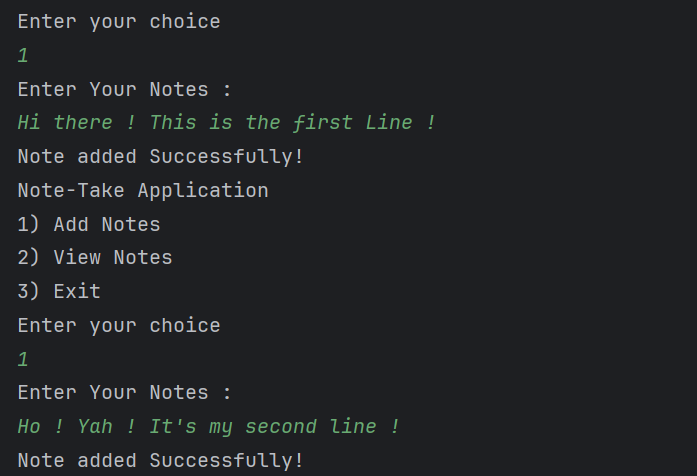 Enter your choice
1
Enter Your Notes :
Hi there ! This is the first Line !
Note added Successfully!
Note-Take Application
1) Add Notes
2) View Notes
3) Exit
Enter your choice
1
Enter Your Notes :
Ho ! Yah ! It's my second line !
Note added Successfully!